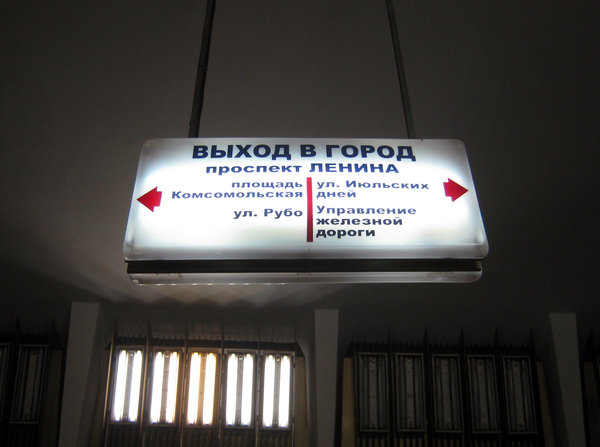 ВЫХОД В ГОРОД
проспект ЛЕНИНА
площадь
Комсомольская
ул. Рубо
ул. Июльских
дней
Управление
железной
дороги